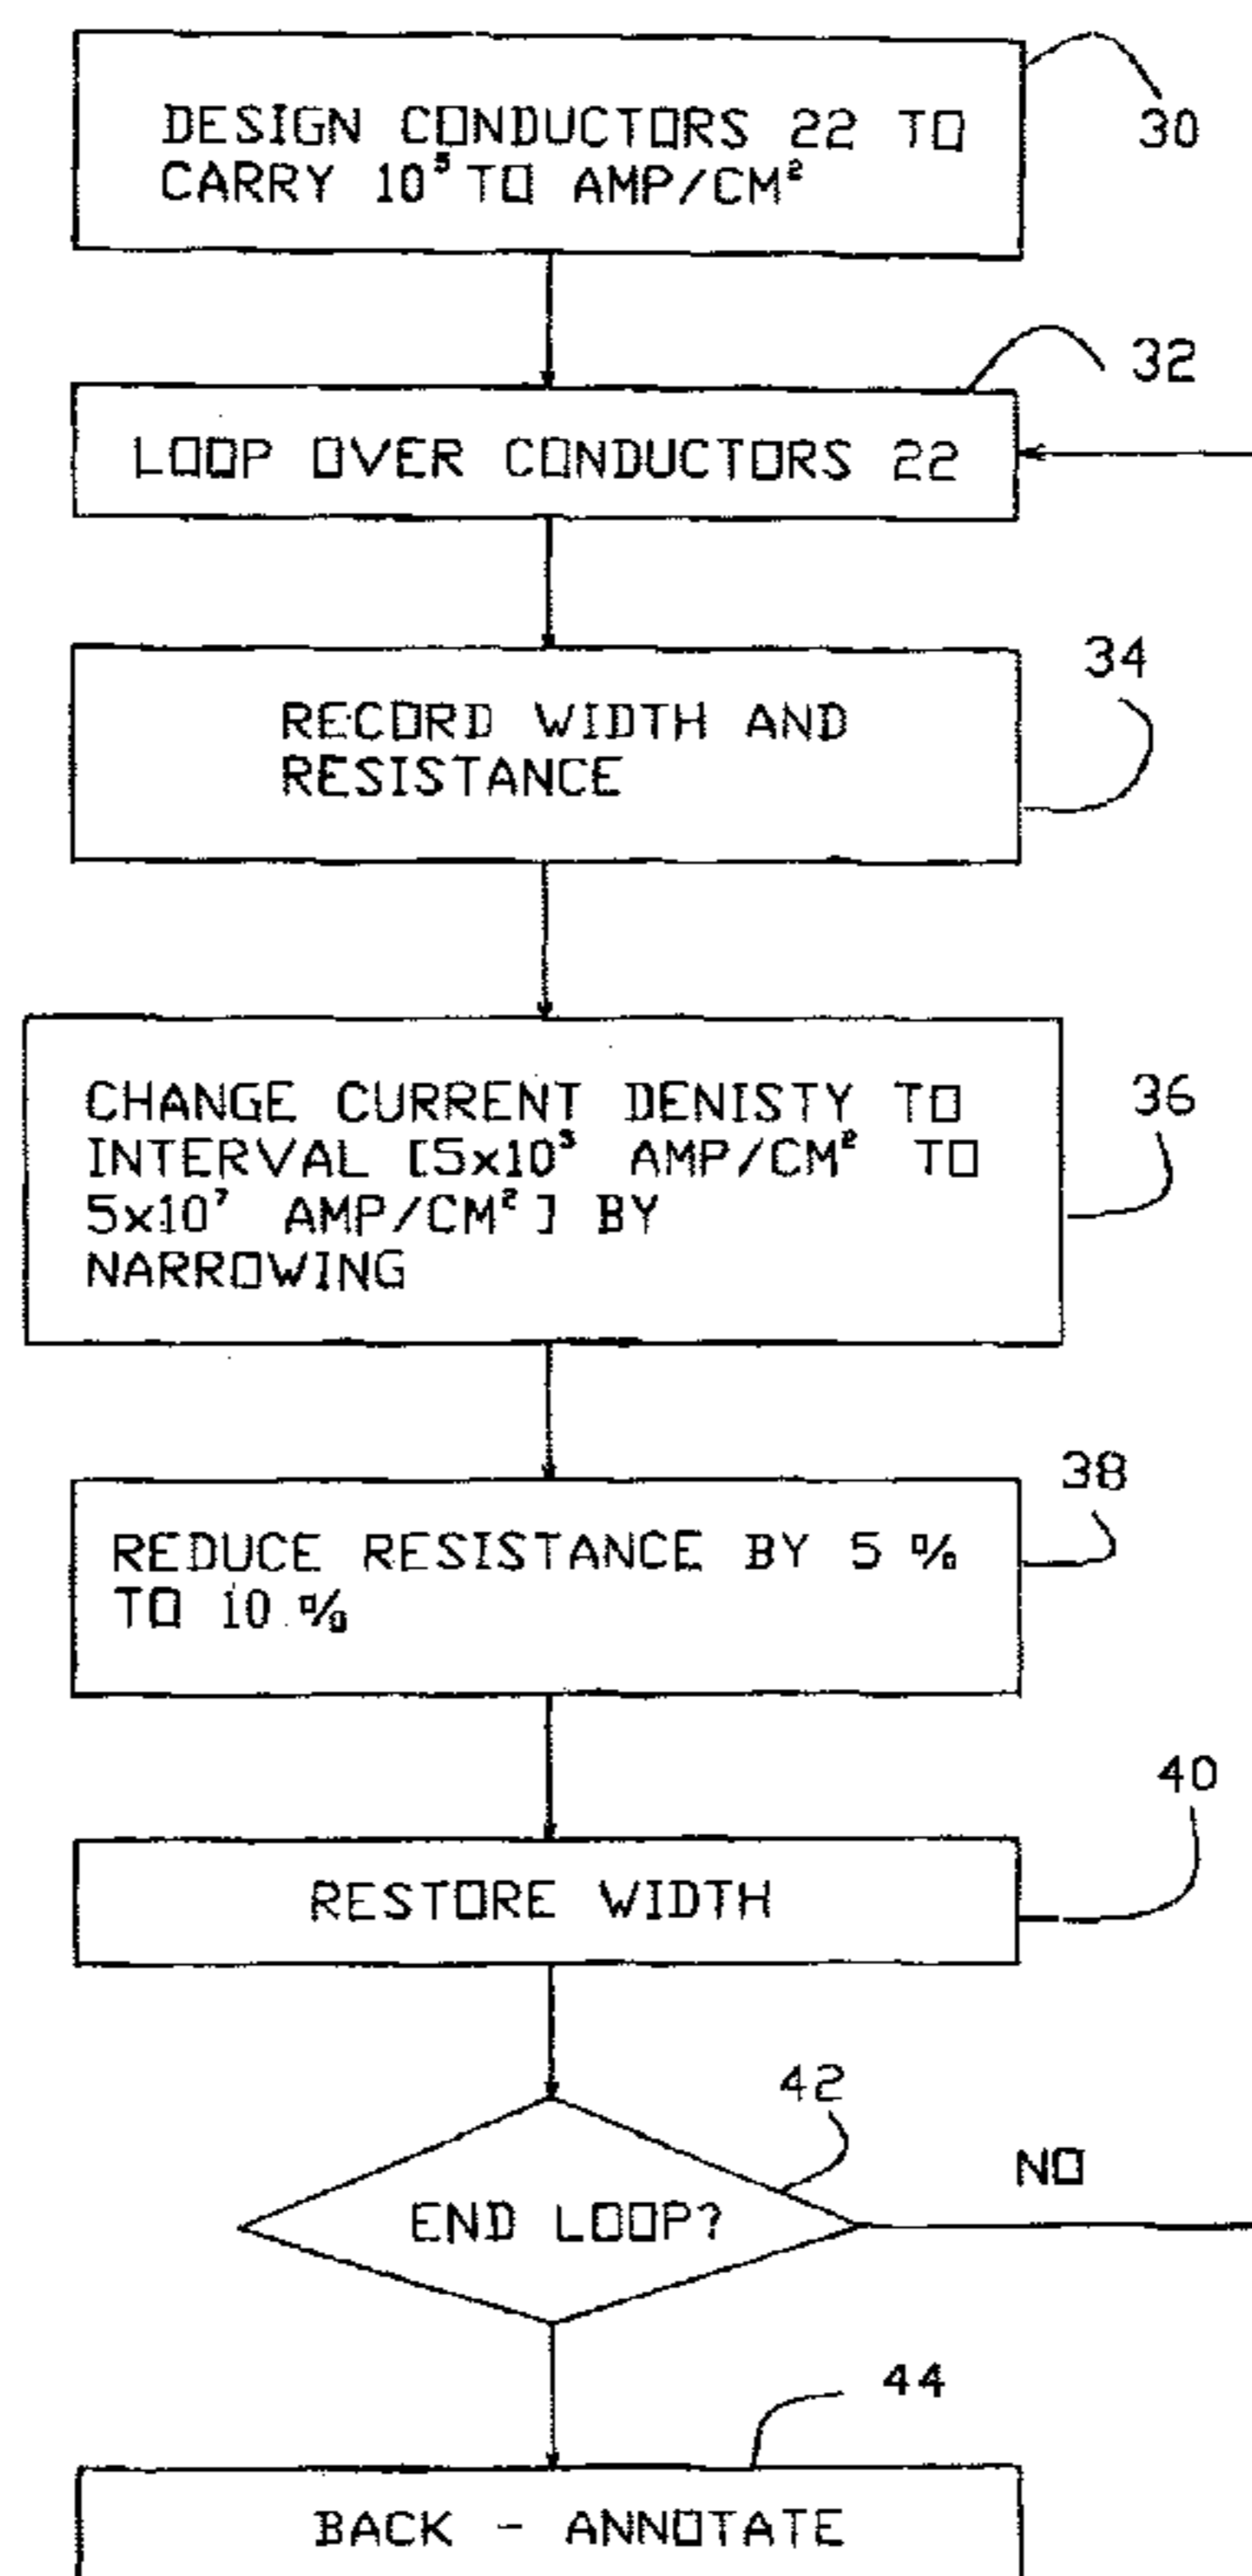 DESIGN CONDUCTORS 22 TO
CARRY 10⁵ TO AMP/CM²
30
32
LOOP OVER CONDUCTORS 22
34
RECORD WIDTH AND
RESISTANCE
36
CHANGE CURRENT DENISTY TO
INTERVAL [5x10⁵ AMP/CM² TO
5x10⁷ AMP/CM²] BY
NARROWING
38
REDUCE RESISTANCE BY 5 %
TO 10 %
40
RESTORE WIDTH
42
NO
END LOOP?
44
BACK - ANNOTATE